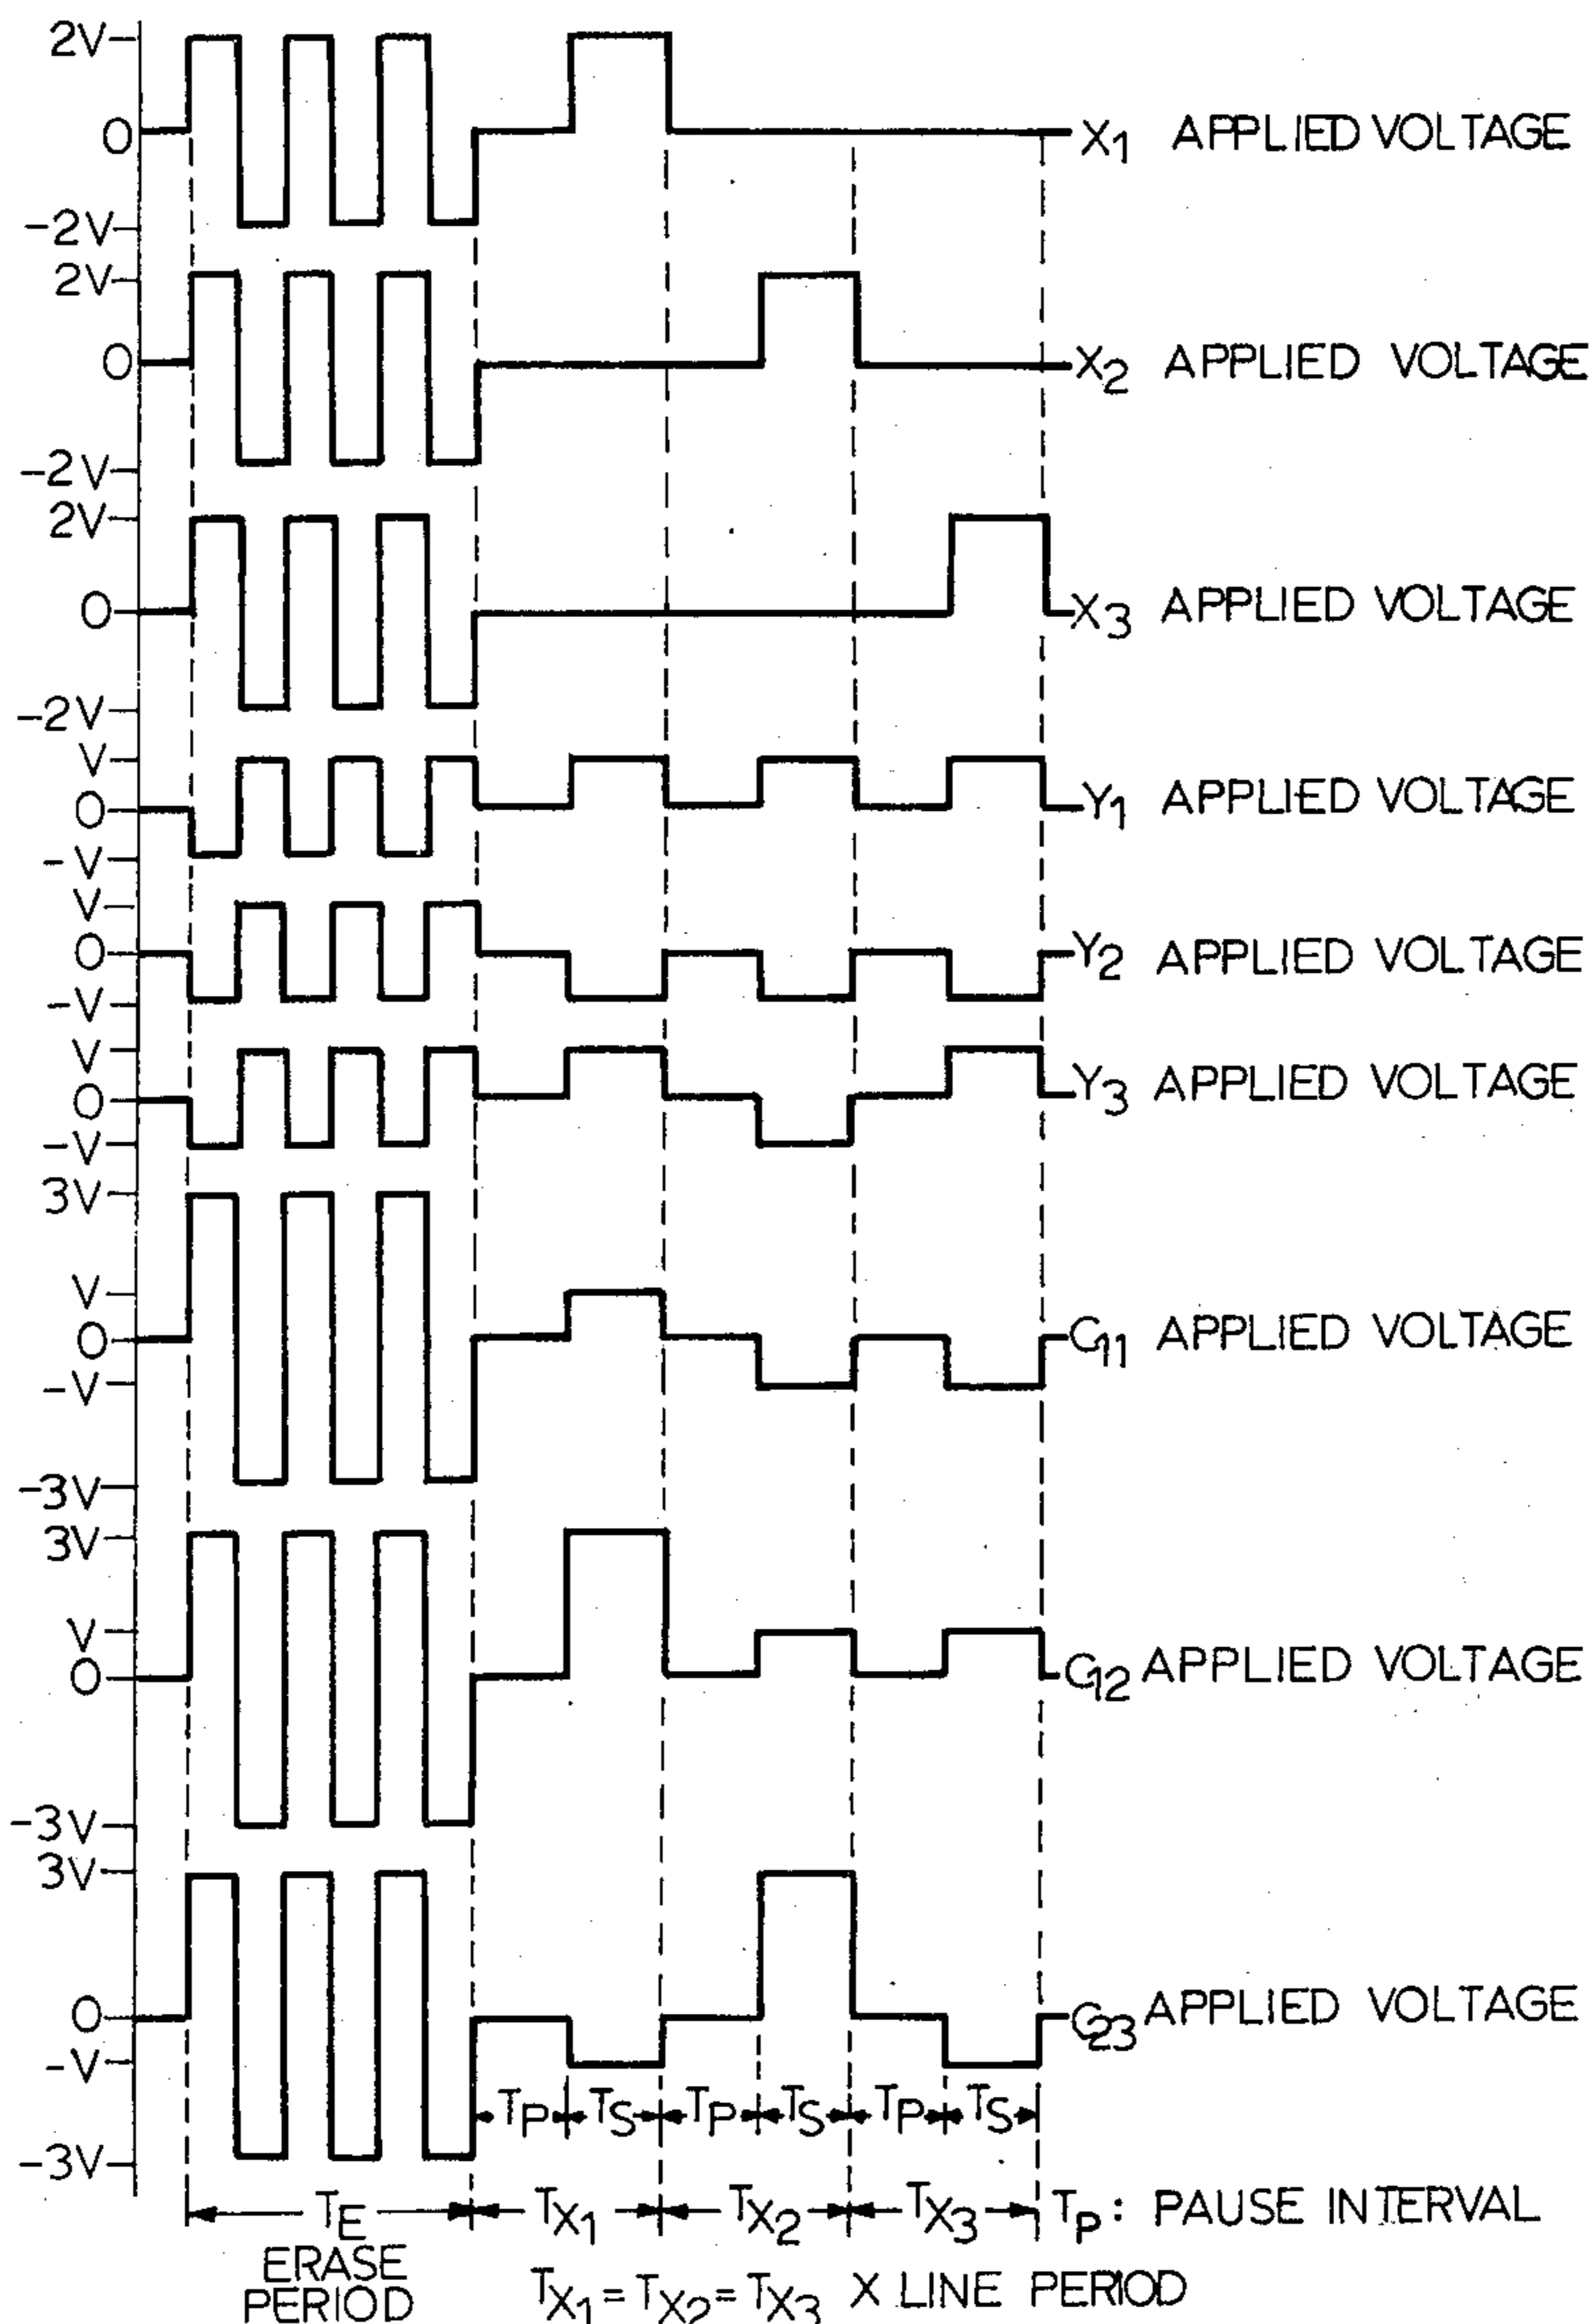 2V
0
X1 APPLIED VOLTAGE
-2V
2V
0
X2 APPLIED VOLTAGE
-2V
2V
0
X3 APPLIED VOLTAGE
-2V
V
0
Y1 APPLIED VOLTAGE
-V
V
0
Y2 APPLIED VOLTAGE
-V
V
0
Y3 APPLIED VOLTAGE
-V
3V
V
0
C11 APPLIED VOLTAGE
-V
-3V
3V
V
0
C12 APPLIED VOLTAGE
-3V
3V
0
C23 APPLIED VOLTAGE
-V
TP TS TP TS TP TS
-3V
TE TX1 TX2 TX3 TP: PAUSE INTERVAL
ERASE
PERIOD
TX1 = TX2 = TX3 X LINE PERIOD